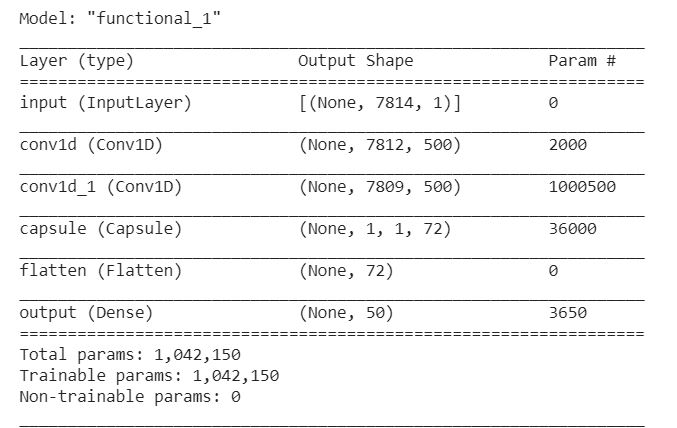 Model: "functional_1"
Layer (type) Output Shape Param #
input (InputLayer) [(None, 7814, 1)] 0
conv1d (Conv1D) (None, 7812, 500) 2000
conv1d_1 (Conv1D) (None, 7809, 500) 1000500
capsule (Capsule) (None, 1, 1, 72) 36000
flatten (Flatten) (None, 72) 0
output (Dense) (None, 50) 3650
Total params: 1,042,150
Trainable params: 1,042,150
Non-trainable params: 0